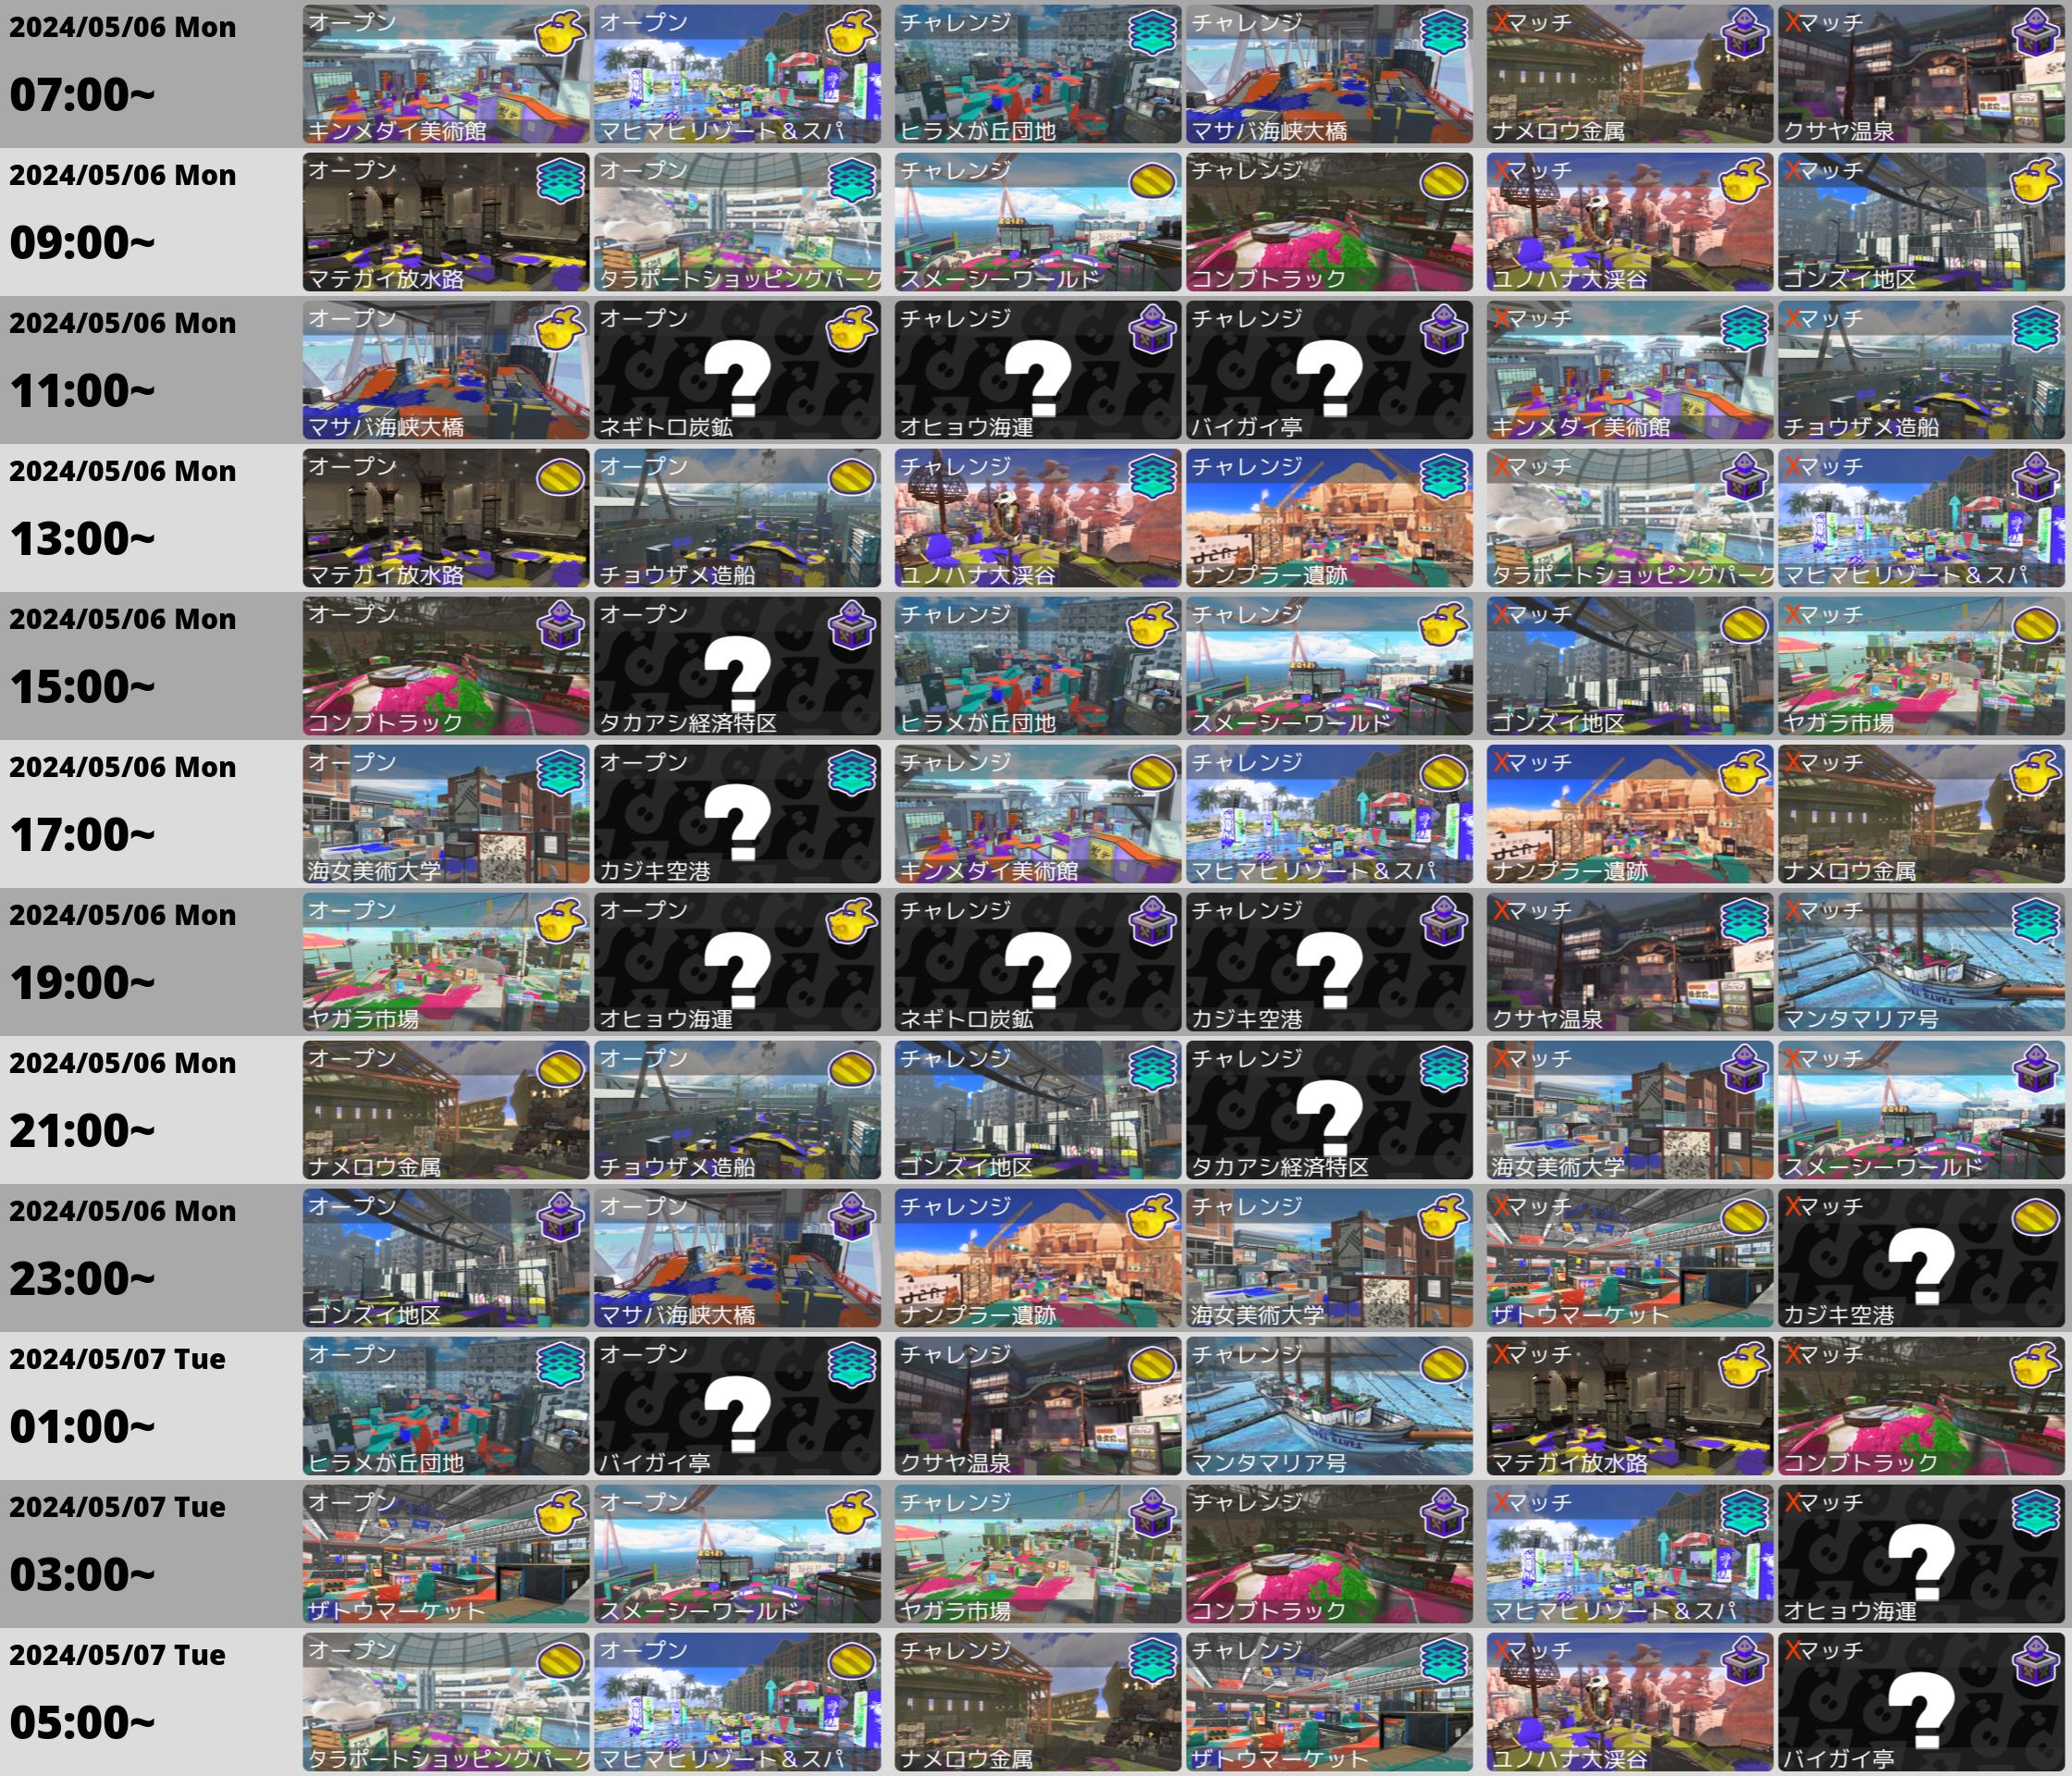 2024/05/06 Mon
07:00~
オープン オープン チャレンジ チャレンジ Xマッチ Xマッチ
キンメダイ美術館 マヒマヒリゾート＆スパ ヒラメが丘団地 マサバ海峡大橋 ナメロウ金属 クサヤ温泉
2024/05/06 Mon
09:00~
オープン オープン チャレンジ チャレンジ Xマッチ Xマッチ
マテガイ放水路 タラポートショッピングパーク スメーシーワールド コンブトラック ユノハナ大渓谷 ゴンズイ地区
2024/05/06 Mon
11:00~
オープン オープン チャレンジ チャレンジ Xマッチ Xマッチ
?
?
?
マサバ海峡大橋 ネギトロ炭鉱 オヒョウ海運 バイガイ亭 キンメダイ美術館 チョウザメ造船
2024/05/06 Mon
13:00~
オープン オープン チャレンジ チャレンジ Xマッチ Xマッチ
マテガイ放水路 チョウザメ造船 ユノハナ大渓谷 ナンプラー遺跡 タラポートショッピングパーク マヒマヒリゾート＆スパ
2024/05/06 Mon
15:00~
オープン オープン チャレンジ チャレンジ Xマッチ Xマッチ
?
コンブトラック タカアシ経済特区 ヒラメが丘団地 スメーシーワールド ゴンズイ地区 ヤガラ市場
2024/05/06 Mon
17:00~
オープン オープン チャレンジ チャレンジ Xマッチ Xマッチ
?
海女美術大学 カジキ空港 キンメダイ美術館 マヒマヒリゾート＆スパ ナンプラー遺跡 ナメロウ金属
2024/05/06 Mon
19:00~
オープン オープン チャレンジ チャレンジ Xマッチ Xマッチ
?
?
?
ヤガラ市場 オヒョウ海運 ネギトロ炭鉱 カジキ空港 クサヤ温泉 マンタマリア号
2024/05/06 Mon
21:00~
オープン オープン チャレンジ チャレンジ Xマッチ Xマッチ
?
ナメロウ金属 チョウザメ造船 ゴンズイ地区 タカアシ経済特区 海女美術大学 スメーシーワールド
2024/05/06 Mon
23:00~
オープン オープン チャレンジ チャレンジ Xマッチ Xマッチ
?
ゴンズイ地区 マサバ海峡大橋 ナンプラー遺跡 海女美術大学 ザトウマーケット カジキ空港
2024/05/07 Tue
01:00~
オープン オープン チャレンジ チャレンジ Xマッチ Xマッチ
?
ヒラメが丘団地 バイガイ亭 クサヤ温泉 マンタマリア号 マテガイ放水路 コンブトラック
2024/05/07 Tue
03:00~
オープン オープン チャレンジ チャレンジ Xマッチ Xマッチ
?
ザトウマーケット スメーシーワールド ヤガラ市場 コンブトラック マヒマヒリゾート＆スパ オヒョウ海運
2024/05/07 Tue
05:00~
オープン オープン チャレンジ チャレンジ Xマッチ Xマッチ
?
タラポートショッピングパーク マヒマヒリゾート＆スパ ナメロウ金属 ザトウマーケット ユノハナ大渓谷 バイガイ亭